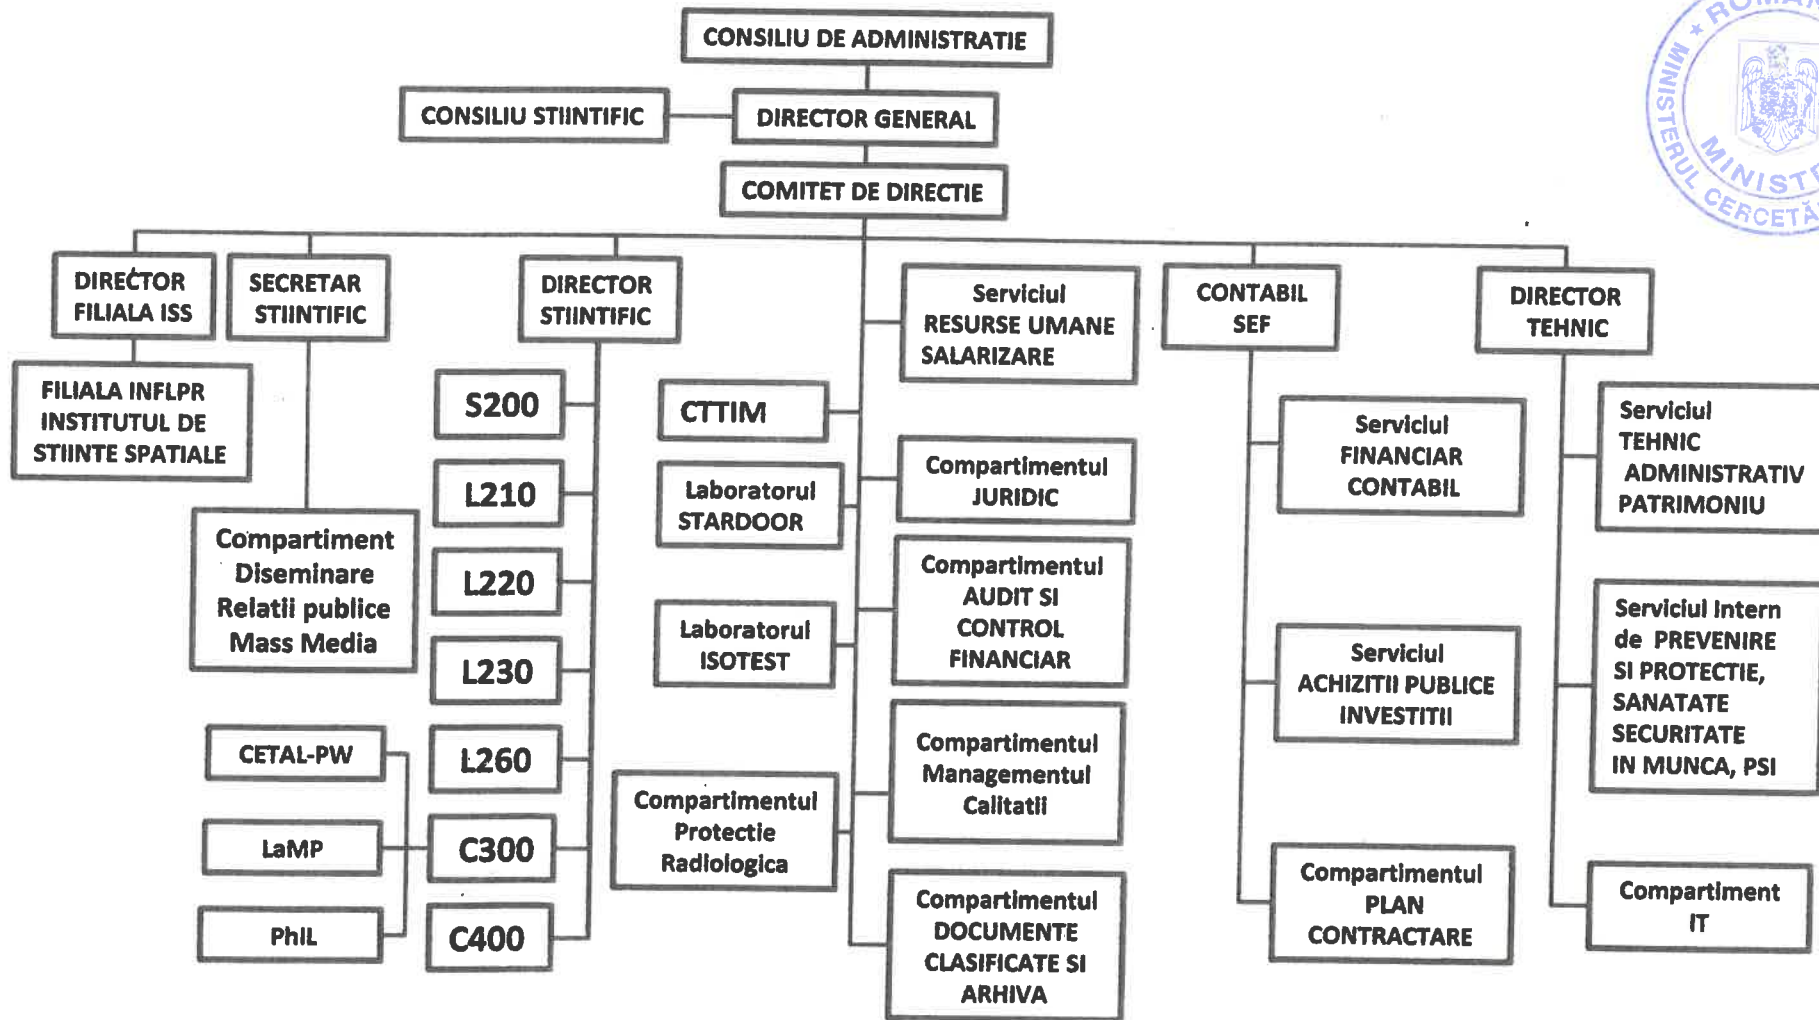 CONSILIU DE ADMINISTRATIE
CONSILIU STIINTIFIC
DIRECTOR GENERAL
COMITET DE DIRECTIE
DIRECTOR
FILIALA ISS
SECRETAR
STIINTIFIC
DIRECTOR
STIINTIFIC
Serviciul
RESURSE UMANE
SALARIZARE
CONTABIL
SEF
DIRECTOR
TEHNIC
FILIALA INFLPR
INSTITUTUL DE
STIINTE SPATIALE
Compartiment
Diseminare
Relatii publice
Mass Media
S200
L210
L220
L230
L260
C300
C400
CETAL-PW
LaMP
PhIL
CTTIM
Laboratorul
STARDOOR
Laboratorul
ISOTEST
Compartimentul
Protectie
Radiologica
Compartimentul
JURIDIC
Compartimentul
AUDIT SI
CONTROL
FINANCIAR
Compartimentul
Managementul
Calitatii
Compartimentul
DOCUMENTE
CLASIFICATE SI
ARHIVA
Serviciul
FINANCIAR
CONTABIL
Serviciul
ACHIZITII PUBLICE
INVESTITII
Compartimentul
PLAN
CONTRACTARE
Serviciul
TEHNIC
ADMINISTRATIV
PATRIMONIU
Serviciul Intern
de PREVENIRE
SI PROTECTIE,
SANATATE
SECURITATE
IN MUNCA, PSI
Compartiment
IT
MINISTERUL